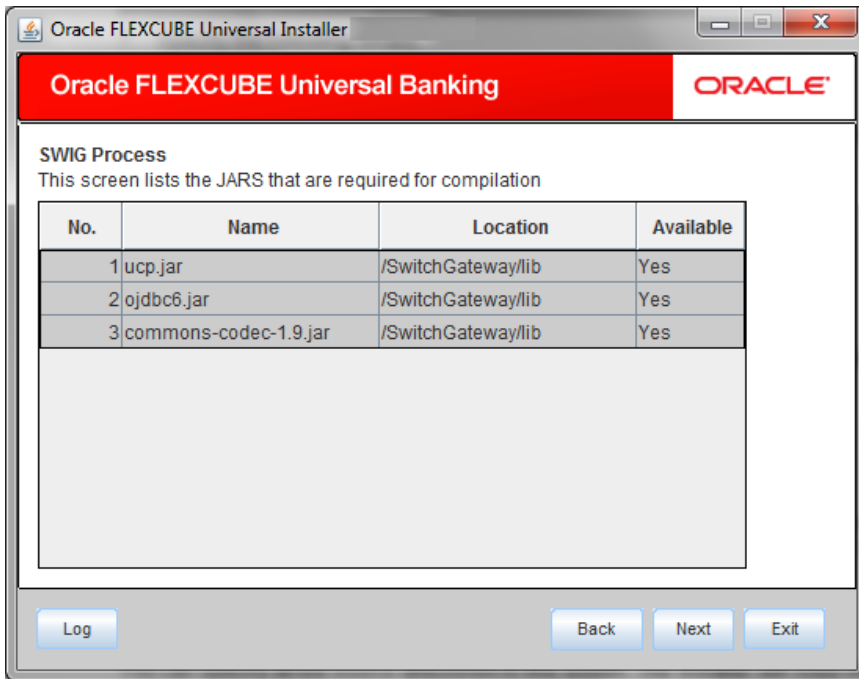 Oracle FLEXCUBE Universal Installer
Oracle FLEXCUBE Universal Banking
ORACLE
SWIG Process
This screen lists the JARS that are required for compilation
No. Name Location Available
1 ucp.jar /SwitchGateway/lib Yes
2 ojdbc6.jar /SwitchGateway/lib Yes
3 commons-codec-1.9.jar /SwitchGateway/lib Yes
Log Back Next Exit